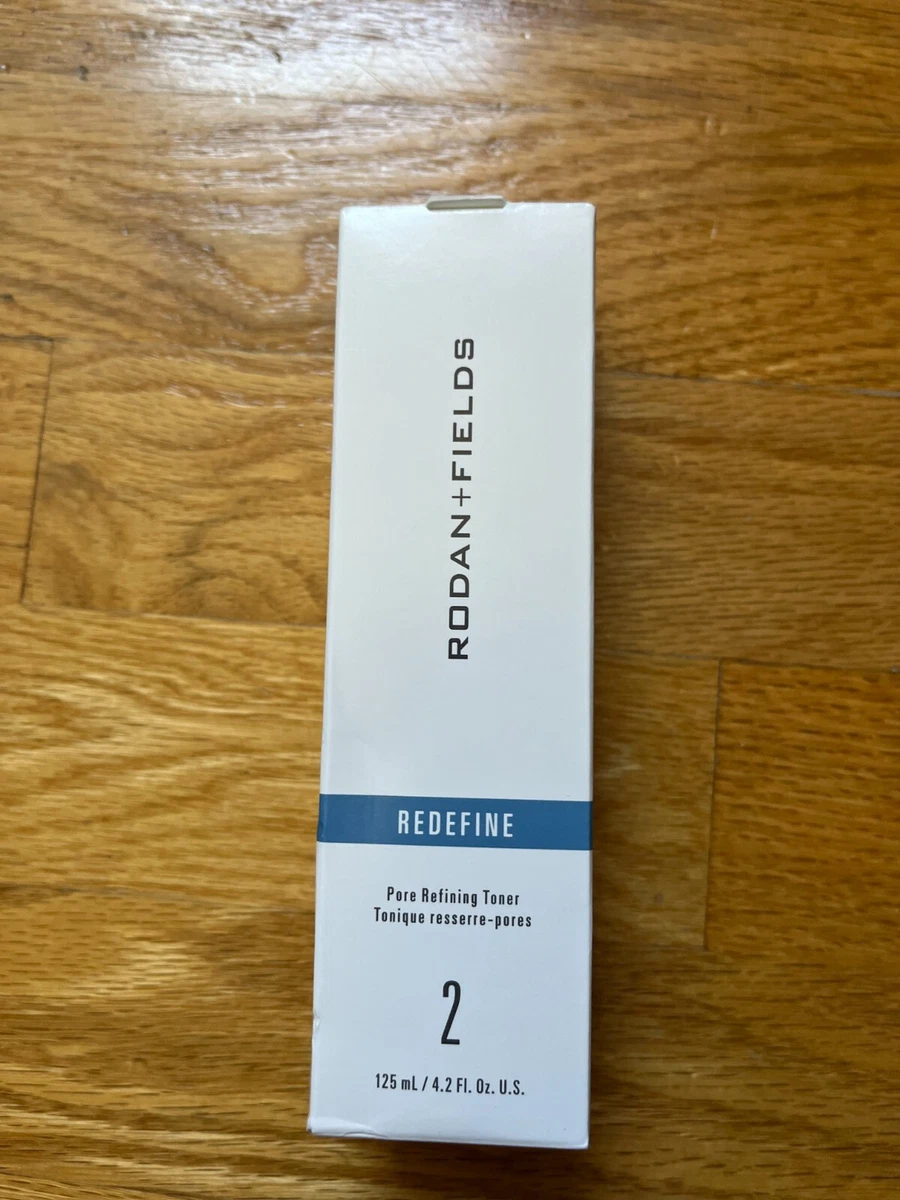 RODAN+FIELDS
REDEFINE
Pore Refining Toner
Tonique resserre-pores
2
125 mL / 4.2 Fl. Oz. U.S.